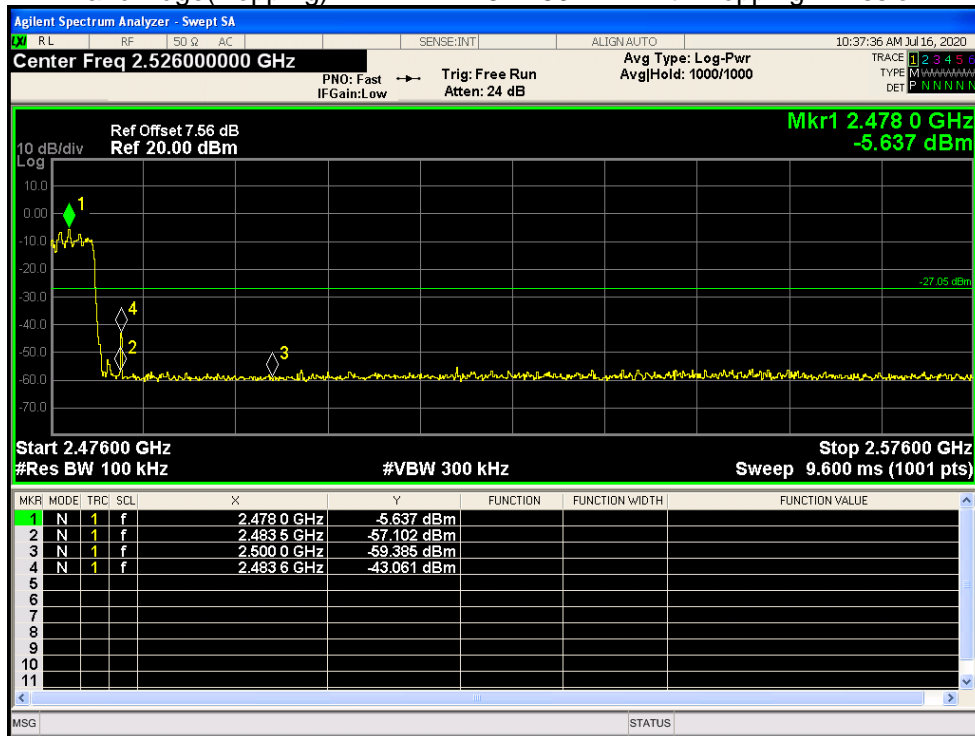 Agilent Spectrum Analyzer - Swept SA
LXI RL RF 50 Ω AC SENSE:INT ALIGN AUTO 10:37:36 AM Jul 16, 2020
Center Freq 2.526000000 GHz
PNO: Fast
IFGain:Low
Trig: Free Run
Atten: 24 dB
Avg Type: Log-Pwr
Avg|Hold: 1000/1000
TRACE 1 2 3 4 5 6
TYPE M
DET P N N N N N
Mkr1 2.478 0 GHz
-5.637 dBm
Ref Offset 7.56 dB
10 dB/div Ref 20.00 dBm
Log
10.0
0.00
-10.0
-20.0
-30.0
-40.0
-50.0
-60.0
-70.0
1
-27.05 dBm
4
2
3
Start 2.47600 GHz Stop 2.57600 GHz
#Res BW 100 kHz #VBW 300 kHz Sweep 9.600 ms (1001 pts)
MKR MODE TRC SCL X Y FUNCTION FUNCTION WIDTH FUNCTION VALUE
1 N 1 f 2.478 0 GHz -5.637 dBm
2 N 1 f 2.483 5 GHz -57.102 dBm
3 N 1 f 2.500 0 GHz -59.385 dBm
4 N 1 f 2.483 6 GHz -43.061 dBm
5
6
7
8
9
10
11
MSG STATUS